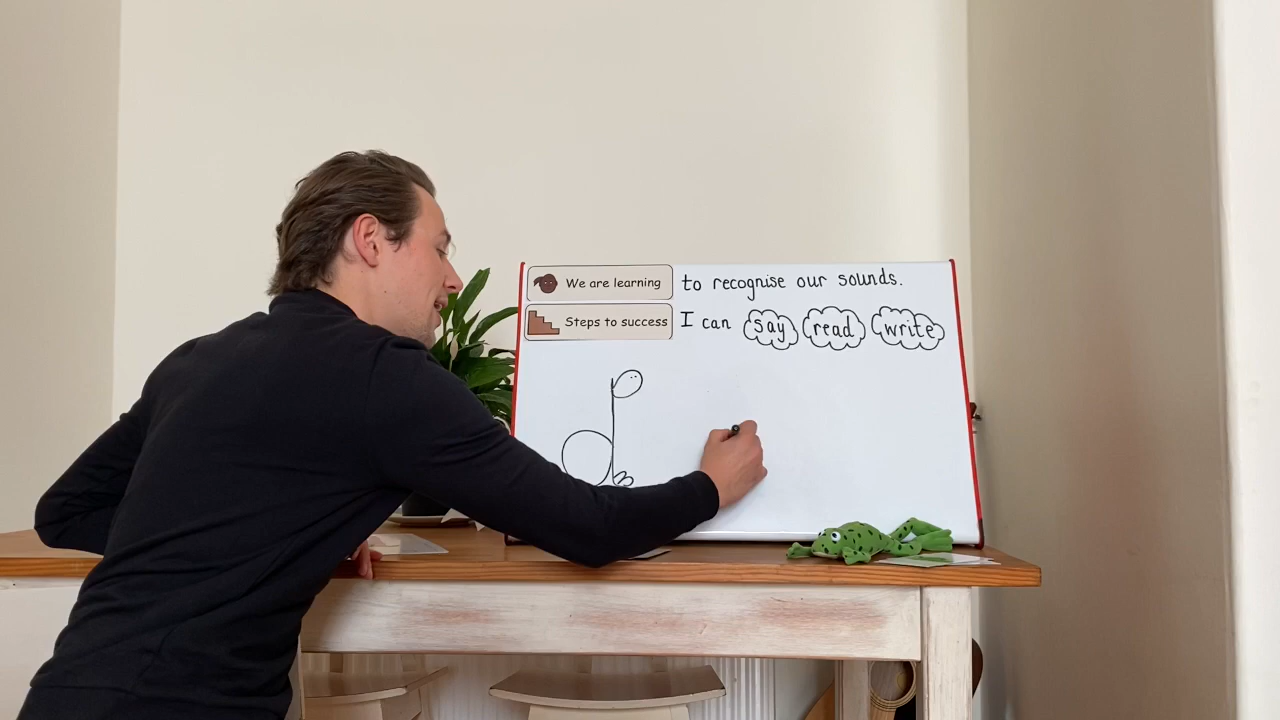 We are learning to recognise our sounds.
Steps to success I can say read write